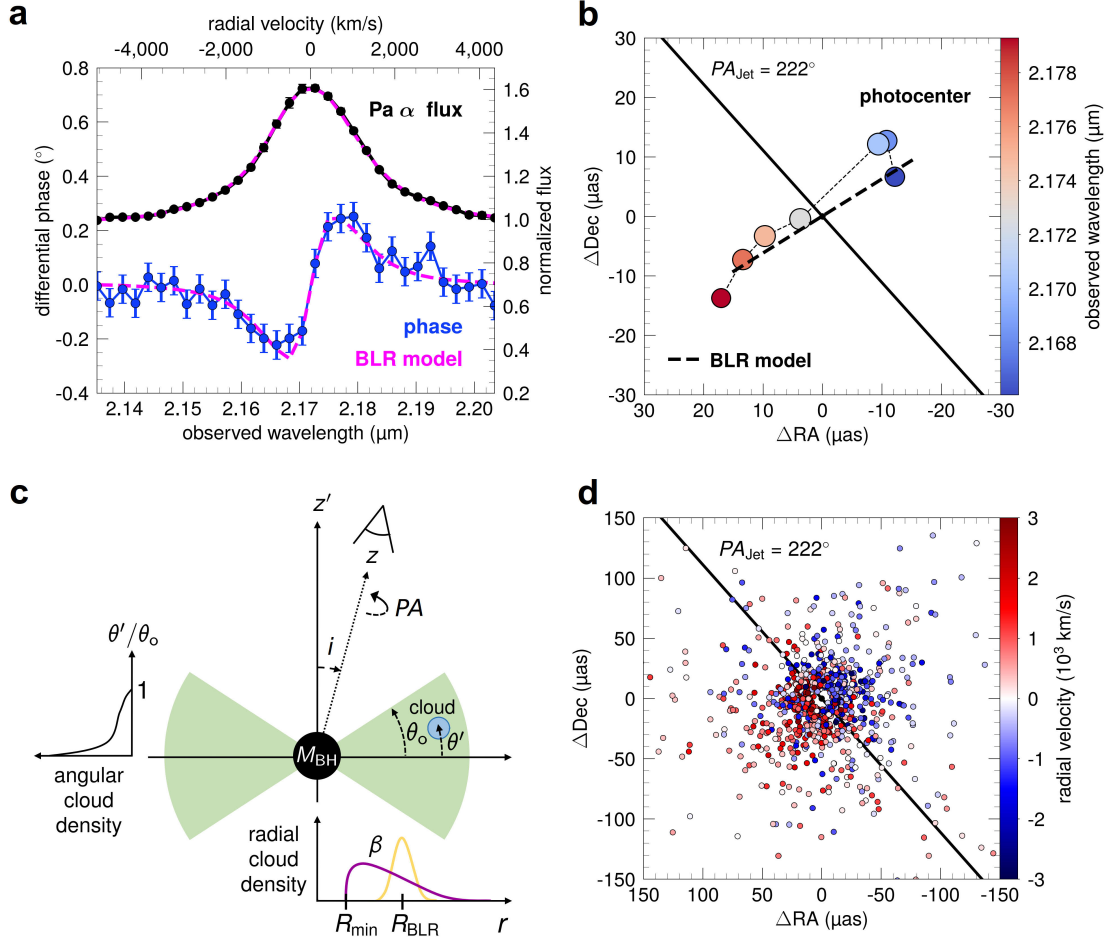 a
radial velocity (km/s)
-4,000 -2,000 0 2,000 4,000
0.8
0.6
0.4
0.2
0.0
-0.2
-0.4
differential phase (°)
Pa α flux
phase
BLR model
1.6
1.4
1.2
1.0
0.8
0.6
0.4
0.2
normalized flux
2.14 2.15 2.16 2.17 2.18 2.19 2.20
observed wavelength (μm)
b
30
20
10
0
-10
-20
-30
ΔDec (μas)
PA_Jet = 222°
photocenter
BLR model
30 20 10 0 -10 -20 -30
ΔRA (μas)
2.178
2.176
2.174
2.172
2.170
2.168
observed wavelength (μm)
c
z'
z
PA
i
θ'/θ_o
1
angular
cloud
density
M_BH
cloud
θ_o
θ'
radial
cloud
density
β
R_min
R_BLR
r
d
150
100
50
0
-50
-100
-150
ΔDec (μas)
PA_Jet = 222°
150 100 50 0 -50 -100 -150
ΔRA (μas)
3
2
1
0
-1
-2
-3
radial velocity (10³ km/s)